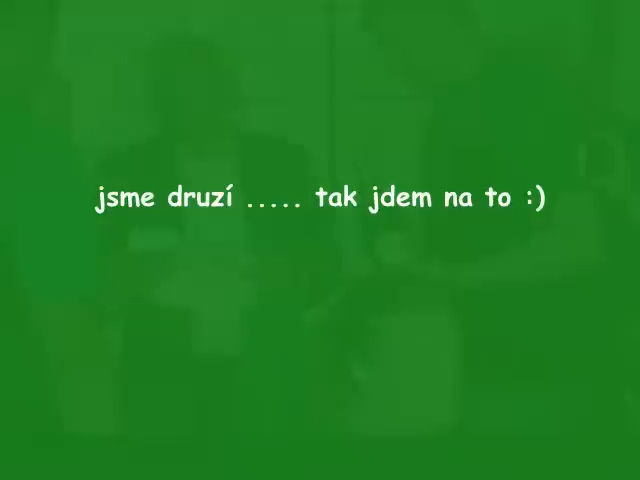 jsme druzí ..... tak jdem na to :)